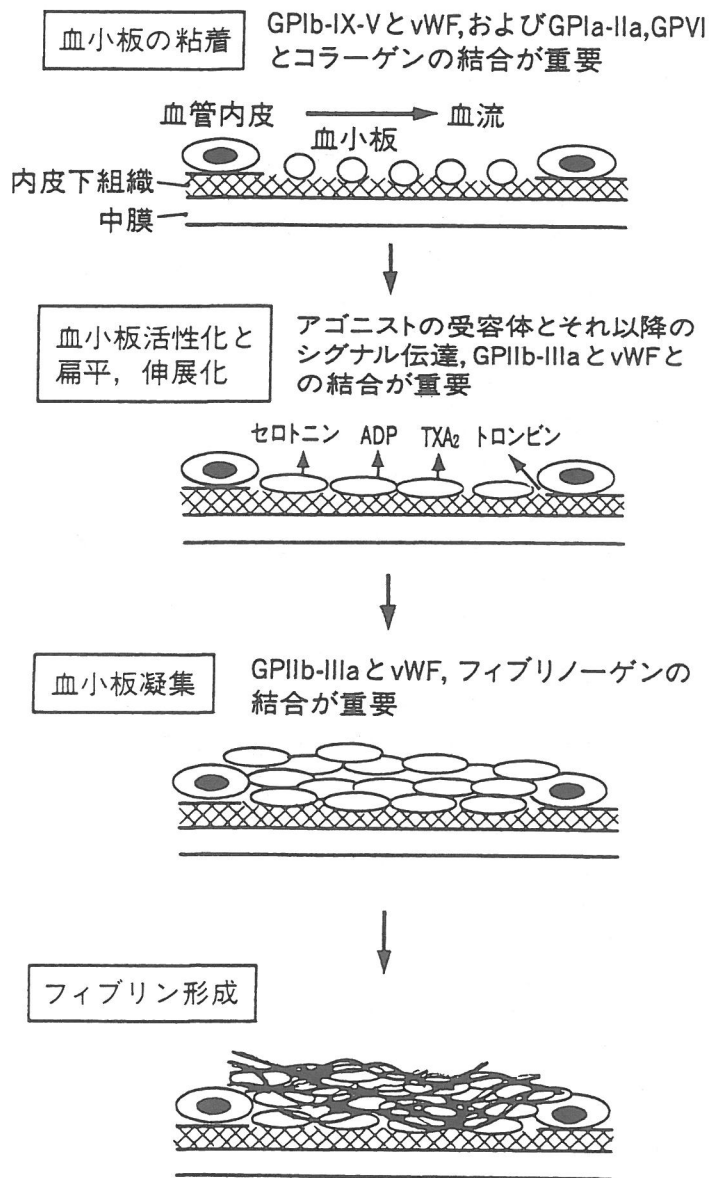 血小板の粘着
GPIb-IX-VとvWF,およびGPIa-IIa,GPVI
とコラーゲンの結合が重要
血管内皮
血流
血小板
内皮下組織
中膜
血小板活性化と
扁平，伸展化
アゴニストの受容体とそれ以降の
シグナル伝達,GPIIb-IIIaとvWFと
の結合が重要
セロトニン ADP TXA₂ トロンビン
血小板凝集
GPIIb-IIIaとvWF, フィブリノーゲンの
結合が重要
フィブリン形成